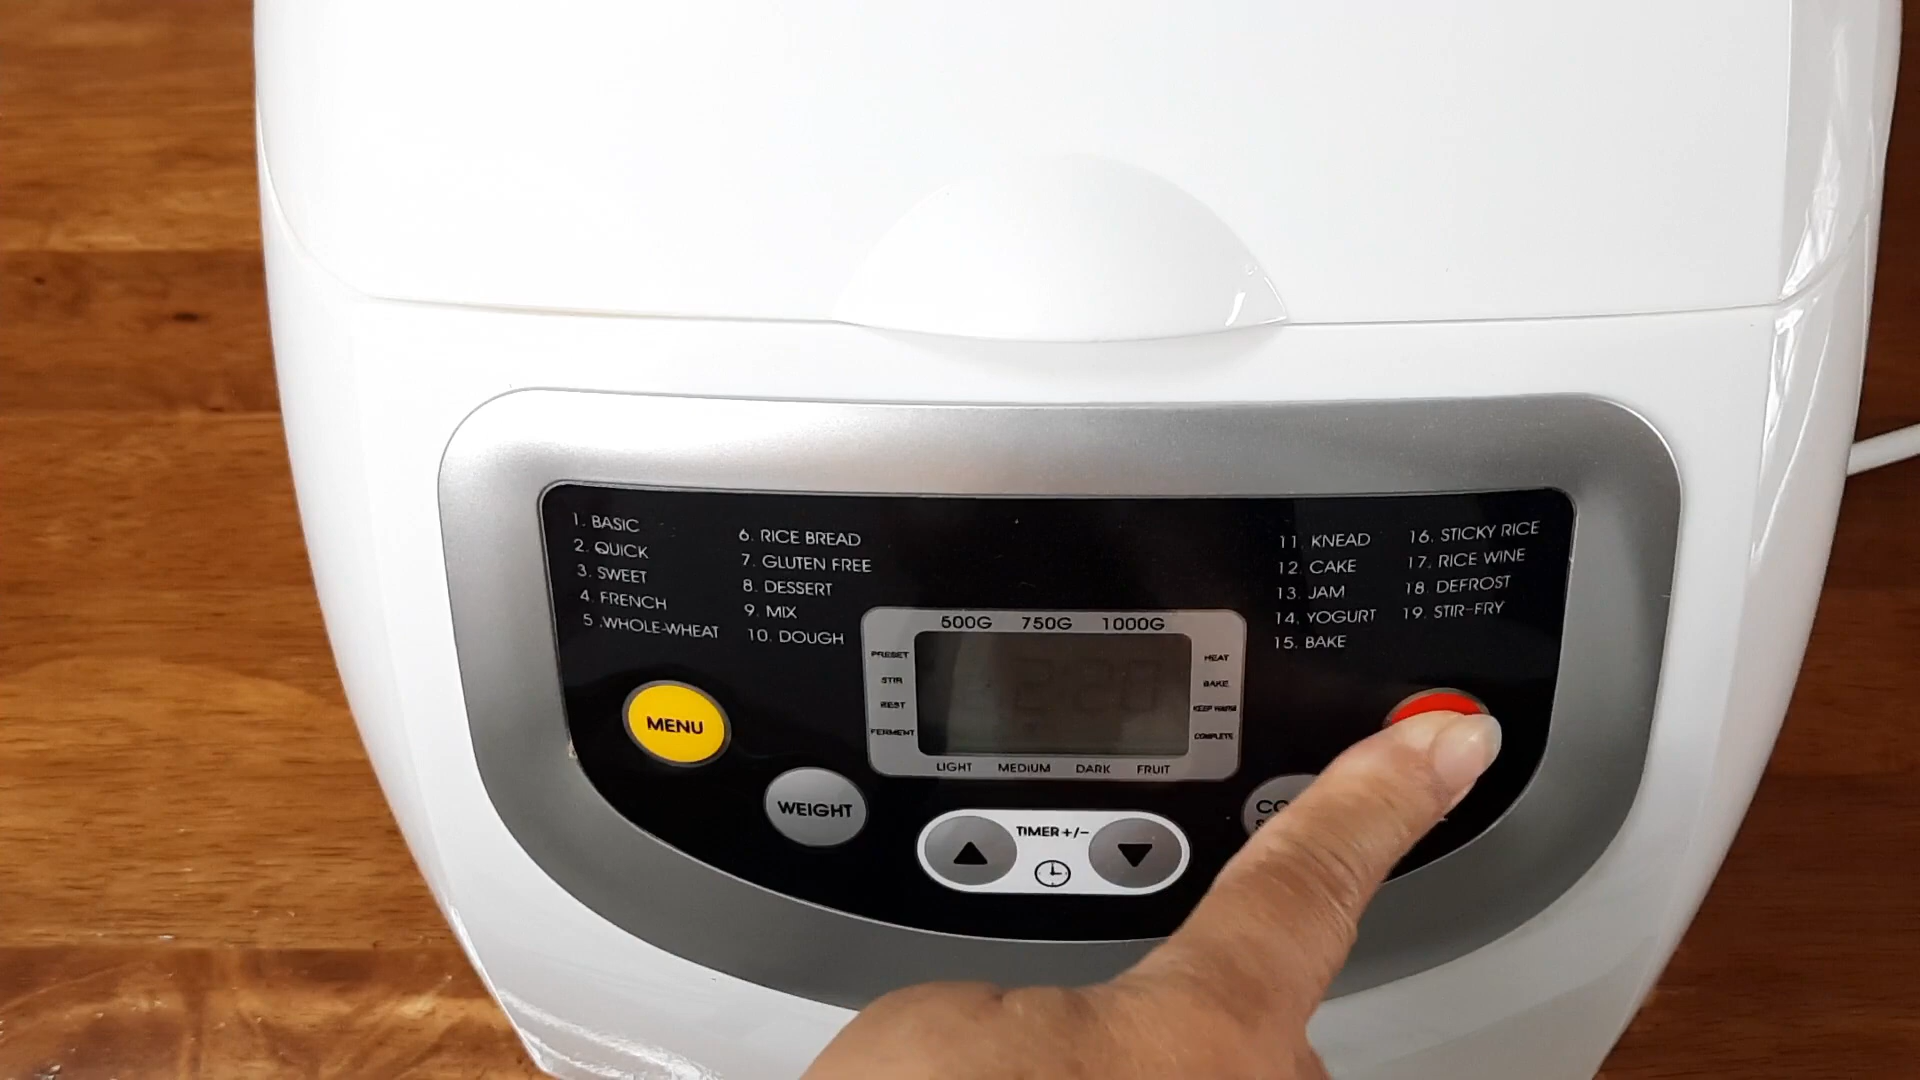 1. BASIC
2. QUICK
3. SWEET
4. FRENCH
5. WHOLE-WHEAT
6. RICE BREAD
7. GLUTEN FREE
8. DESSERT
9. MIX
10. DOUGH
11. KNEAD
12. CAKE
13. JAM
14. YOGURT
15. BAKE
16. STICKY RICE
17. RICE WINE
18. DEFROST
19. STIR-FRY
500G 750G 1000G
PRESET
STIR
REST
FERMENT
HEAT
BAKE
KEEP WARM
COMPLETE
LIGHT MEDIUM DARK FRUIT
MENU
WEIGHT
TIMER +/-